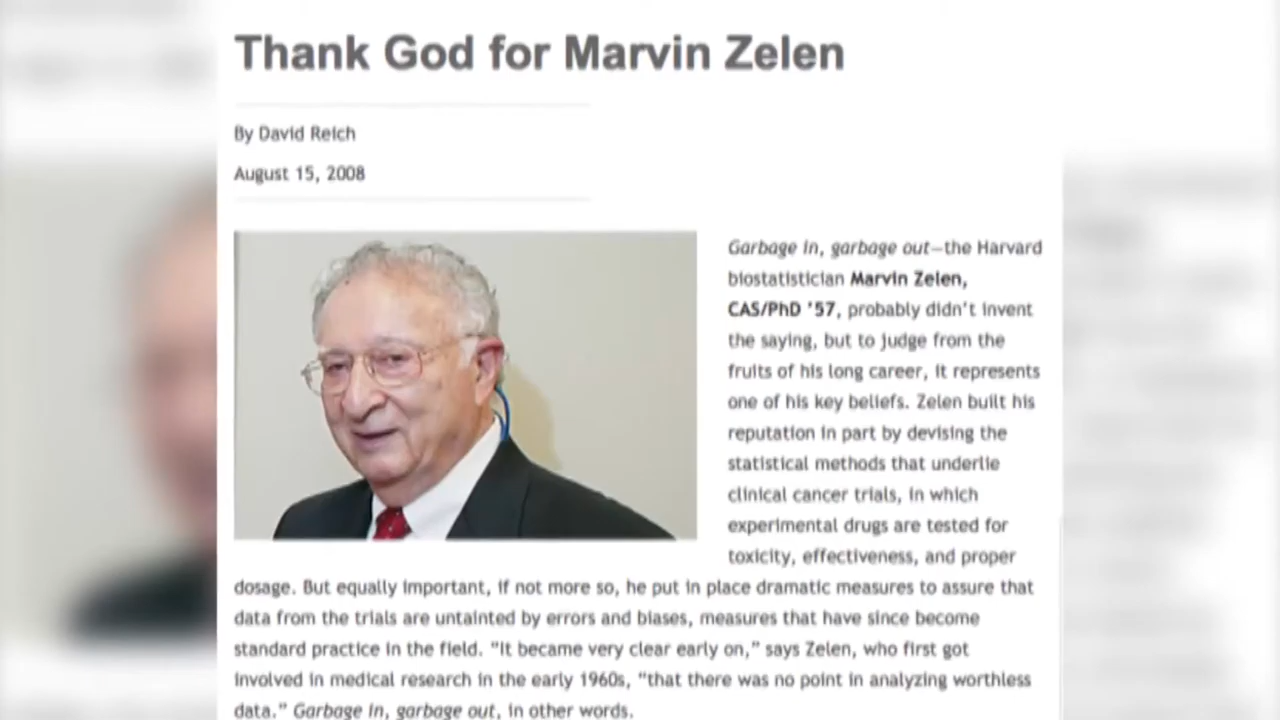 Thank God for Marvin Zelen
By David Reich
August 15, 2008
Garbage in, garbage out—the Harvard
biostatistician Marvin Zelen,
CAS/PhD '57, probably didn't invent
the saying, but to judge from the
fruits of his long career, it represents
one of his key beliefs. Zelen built his
reputation in part by devising the
statistical methods that underlie
clinical cancer trials, in which
experimental drugs are tested for
toxicity, effectiveness, and proper
dosage. But equally important, if not more so, he put in place dramatic measures to assure that
data from the trials are untainted by errors and biases, measures that have since become
standard practice in the field. "It became very clear early on," says Zelen, who first got
involved in medical research in the early 1960s, "that there was no point in analyzing worthless
data." Garbage in, garbage out, in other words.